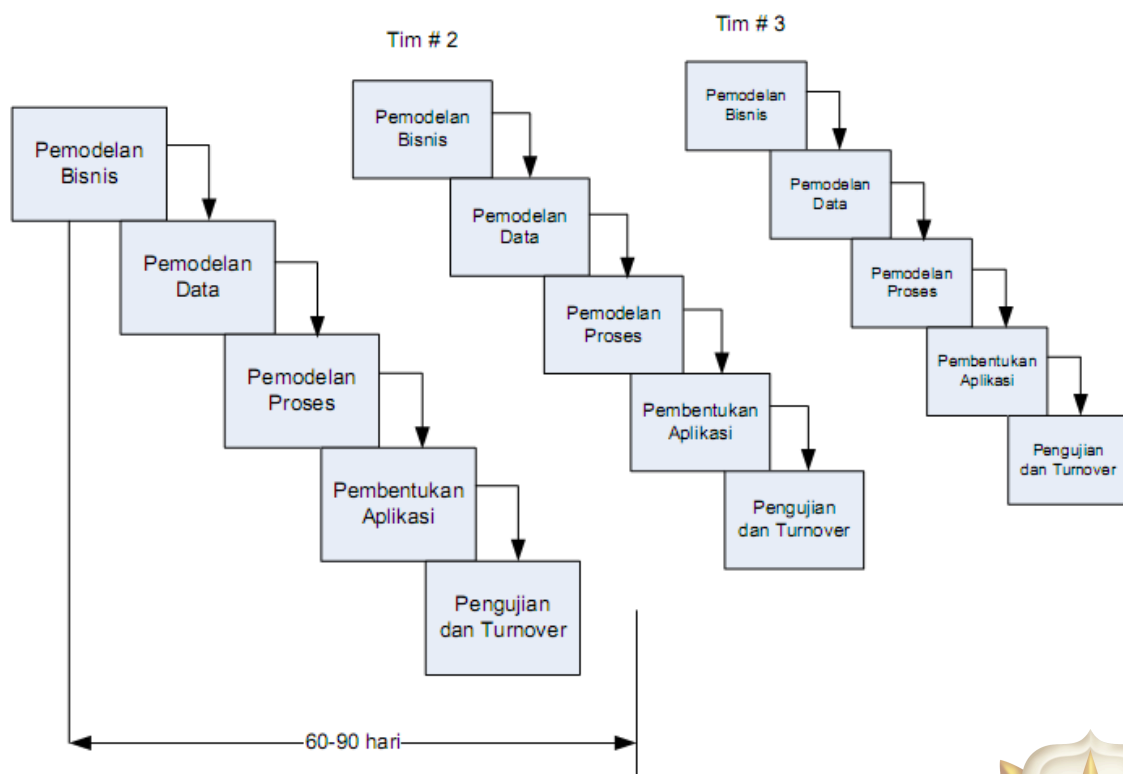 Tim # 2
Tim # 3
Pemodelan
Bisnis
Pemodelan
Data
Pemodelan
Proses
Pembentukan
Aplikasi
Pengujian
dan Turnover
60-90 hari
Pemodelan
Bisnis
Pemodelan
Data
Pemodelan
Proses
Pembentukan
Aplikasi
Pengujian
dan Turnover
Pemodelan
Bisnis
Pemodelan
Data
Pemodelan
Proses
Pembentukan
Aplikasi
Pengujian
dan Turnover